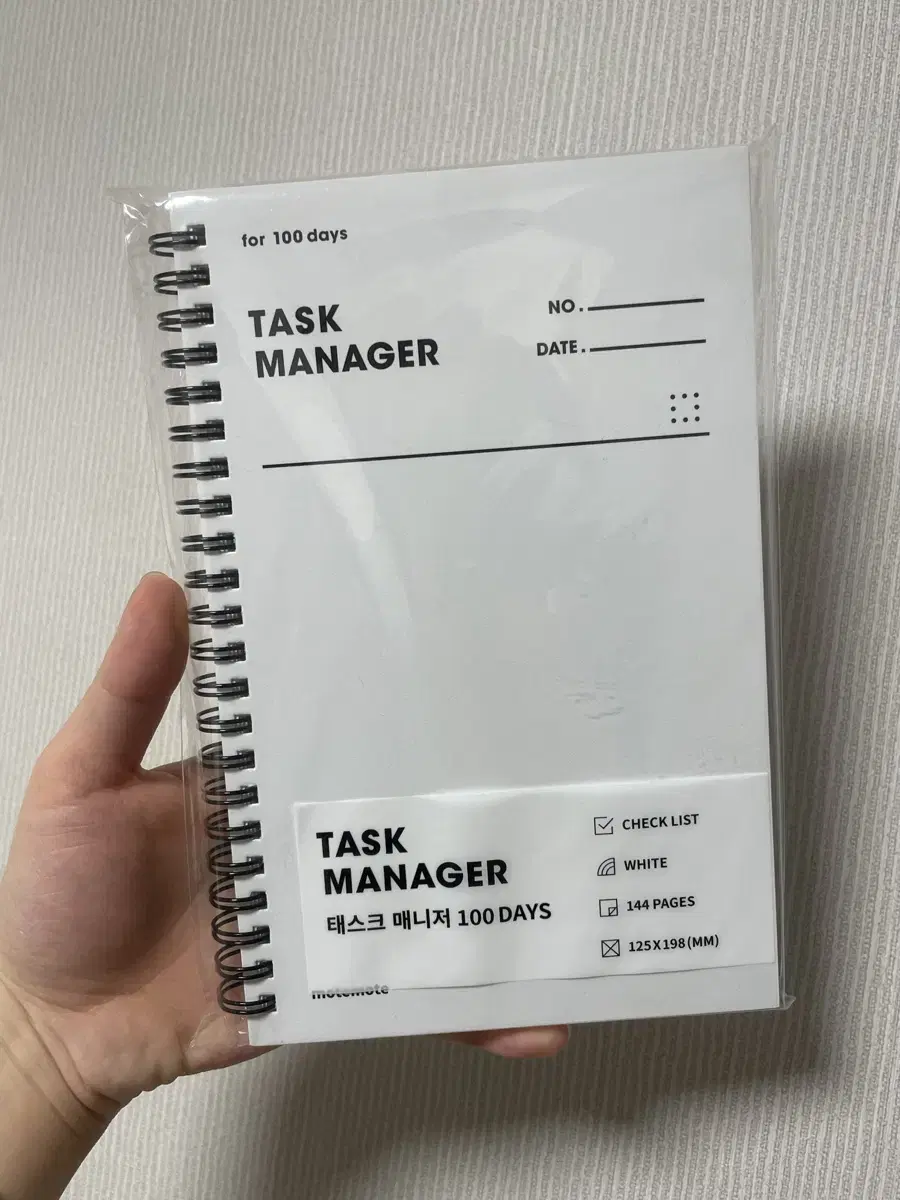 for 100 days
TASK
MANAGER
NO.
DATE.
TASK
MANAGER
태스크 매니저 100 DAYS
CHECK LIST
WHITE
144 PAGES
125X198(MM)
motemote